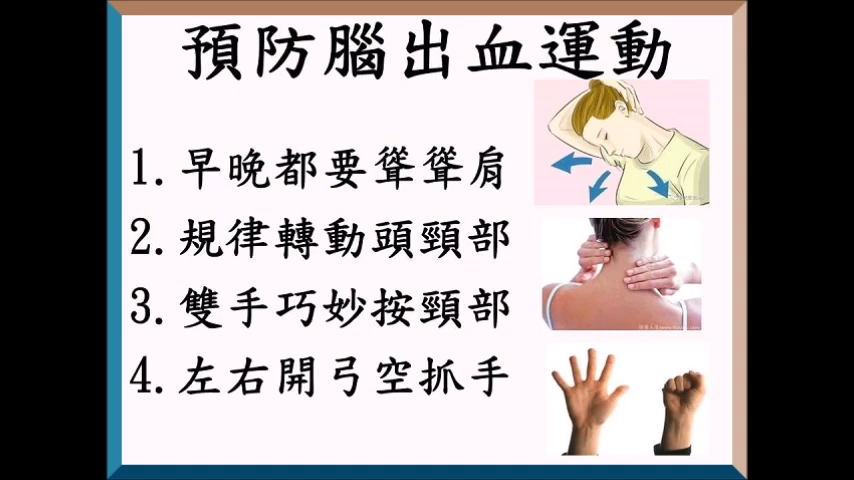 預防腦出血運動
1.早晚都要聳聳肩
2.規律轉動頭頸部
3.雙手巧妙按頸部
4.左右開弓空抓手